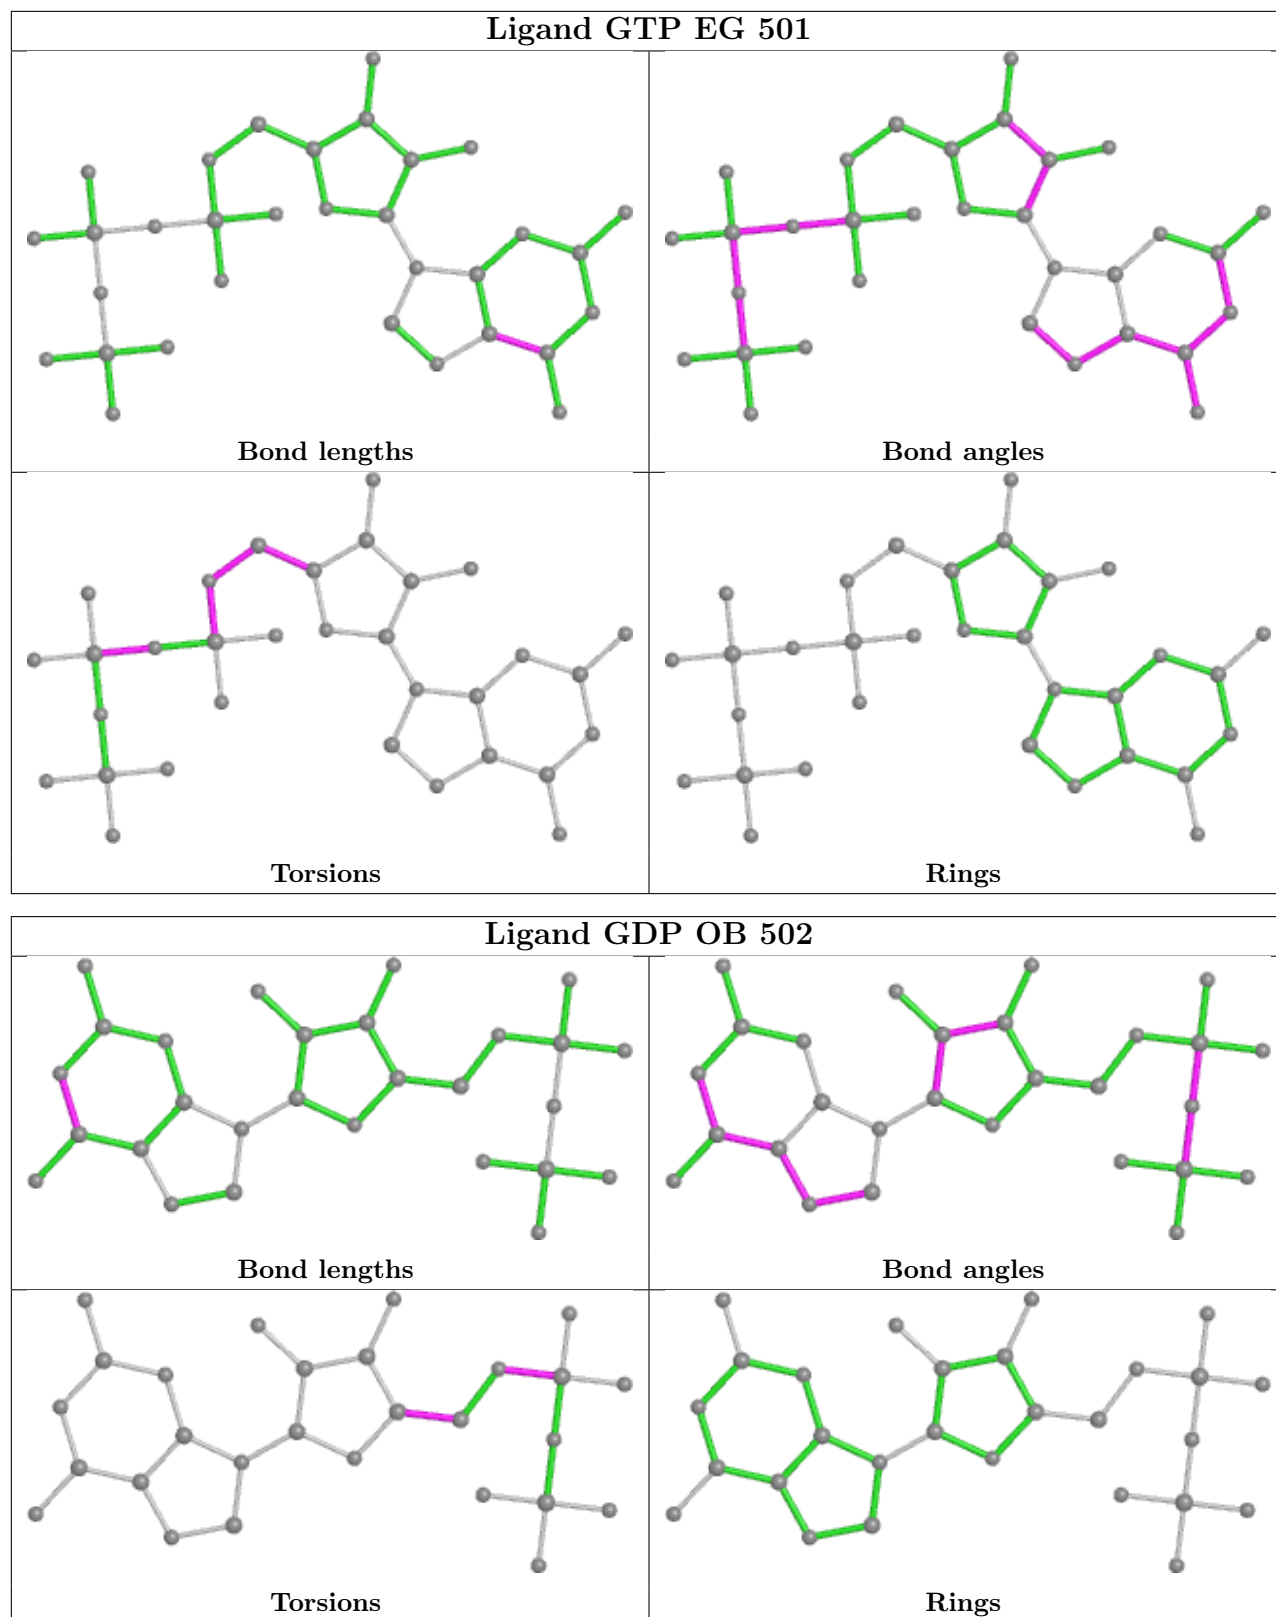 Ligand GTP EG 501
Bond lengths
Bond angles
Torsions
Rings
Ligand GDP OB 502
Bond lengths
Bond angles
Torsions
Rings